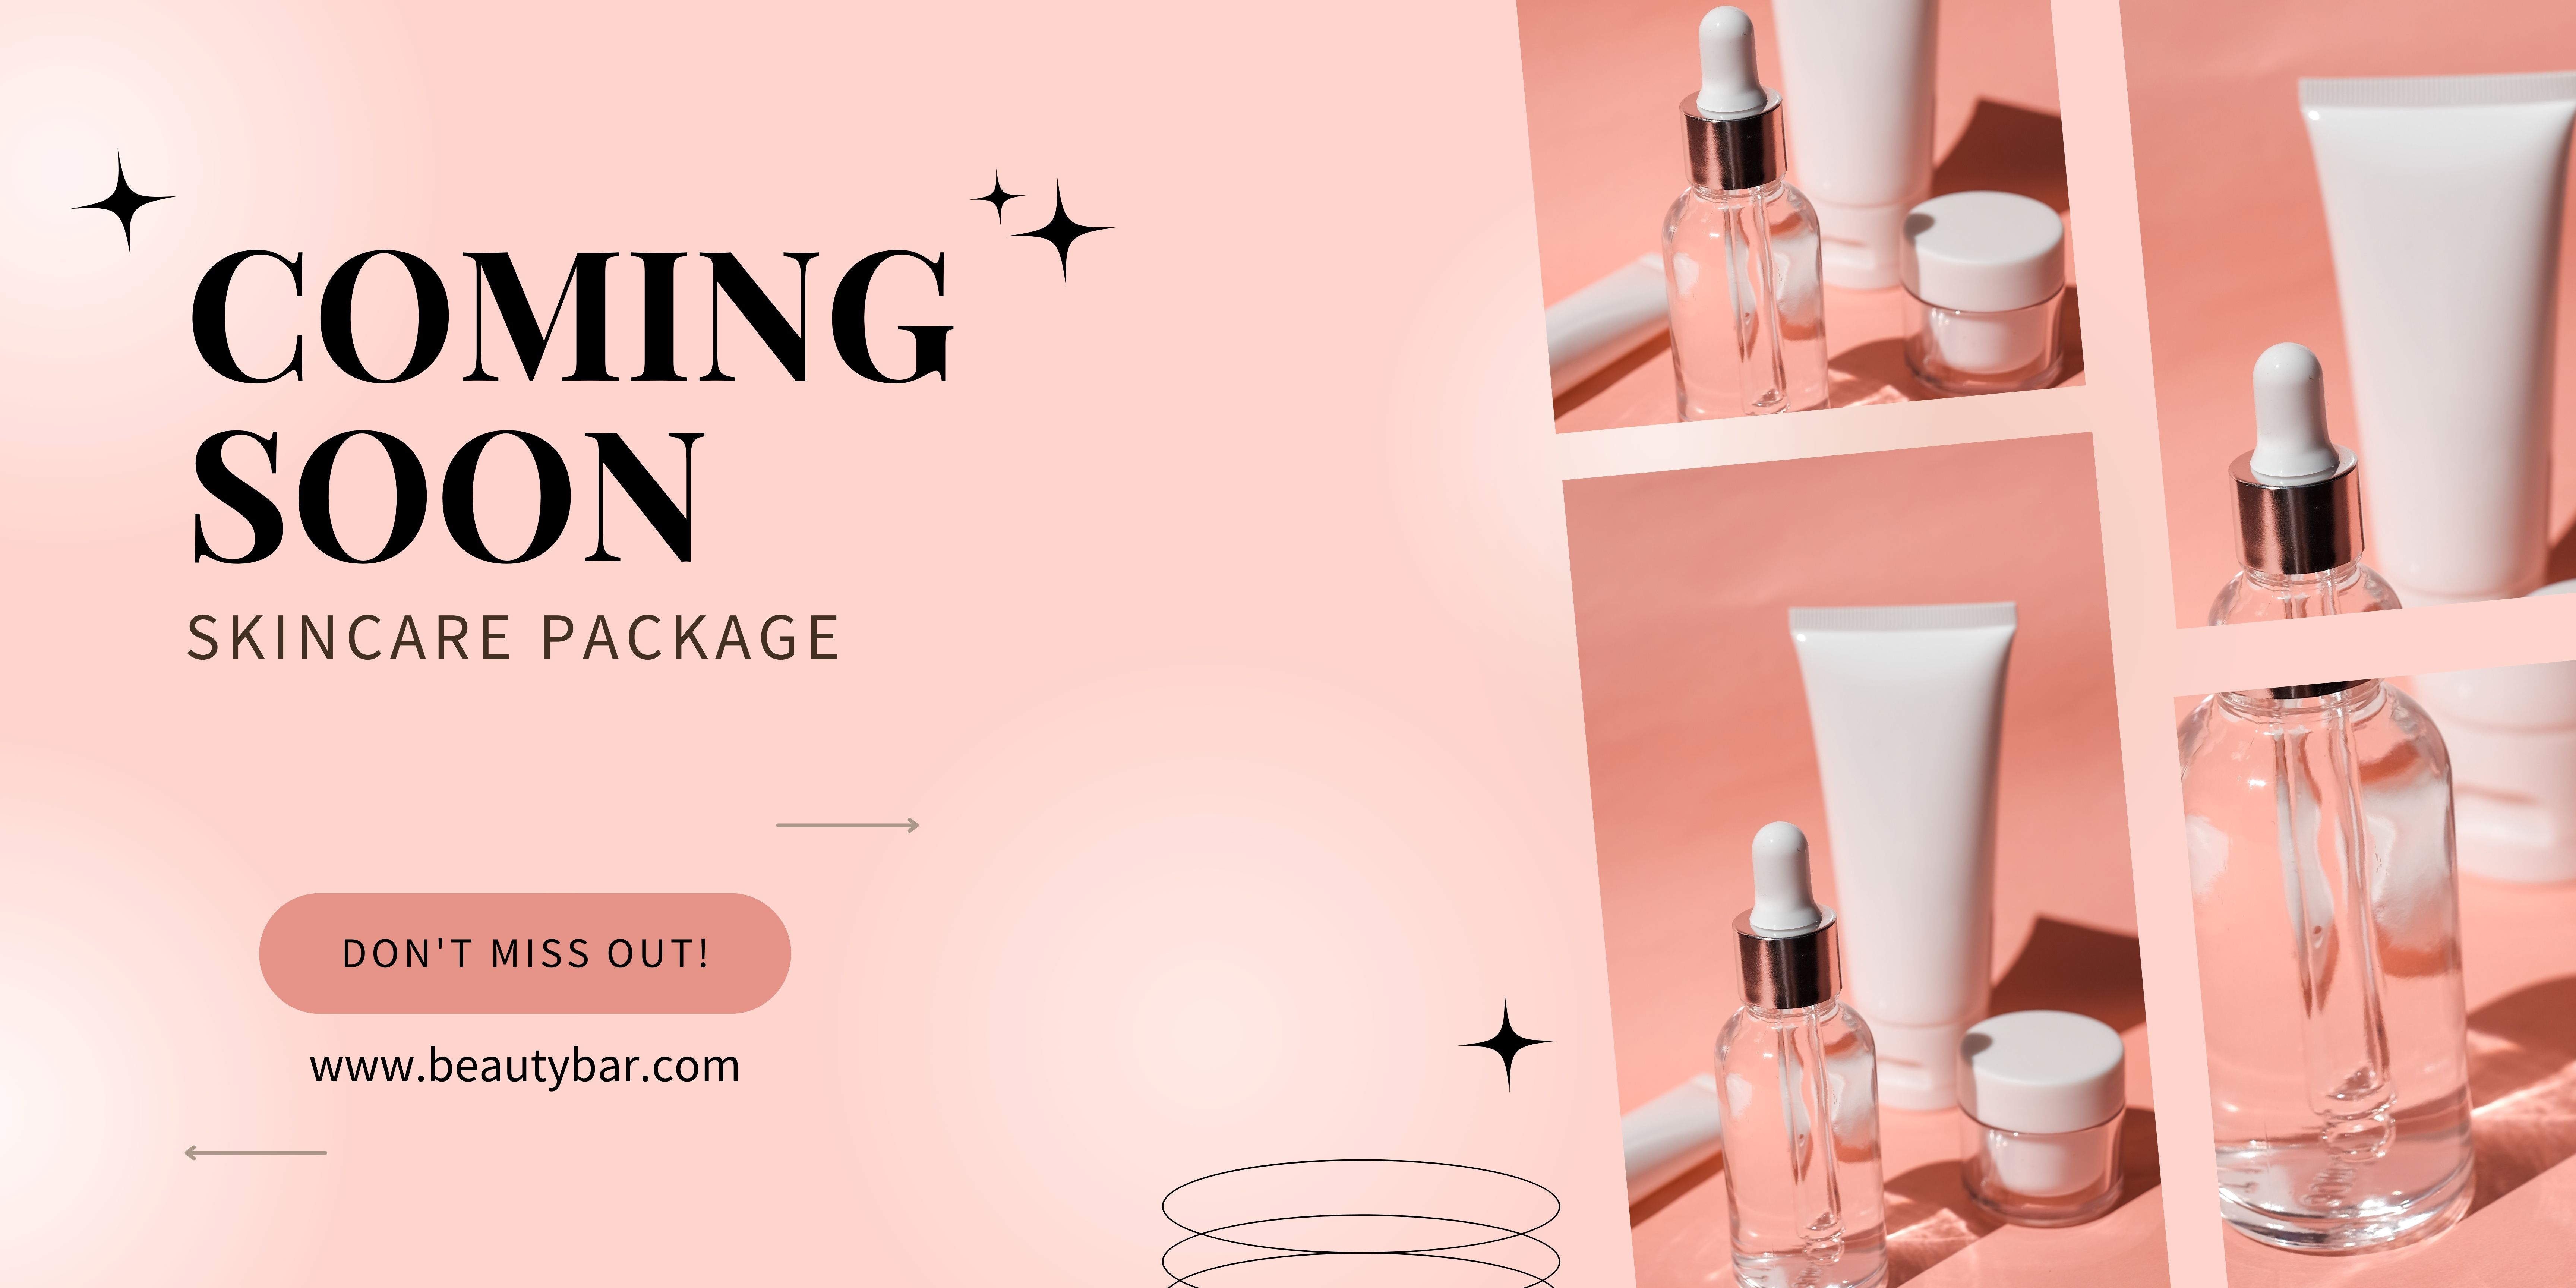 COMING
SOON
SKINCARE PACKAGE
DON'T MISS OUT!
www.beautybar.com